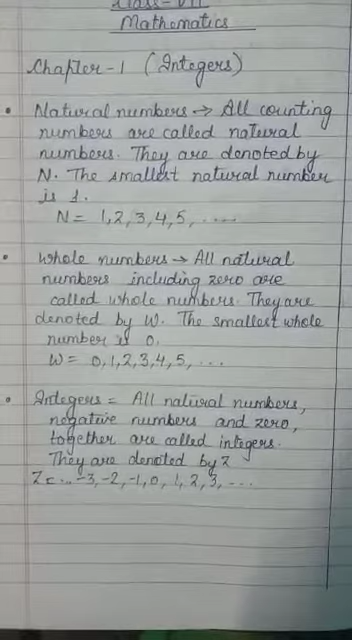 Class-VII
Mathematics
Chapter-1 (Integers)
• Natural numbers → All counting
numbers are called natural
numbers. They are denoted by
N. The smallest natural number
is 1.
N = 1,2,3,4,5, .....
• Whole numbers → All natural
numbers including zero are
called whole numbers. They are
denoted by W. The smallest whole
number is 0.
W = 0,1,2,3,4,5, ...
• Integers = All natural numbers,
negative numbers and zero,
together are called integers.
They are denoted by Z
Z = ... -3, -2, -1, 0, 1, 2, 3, ...